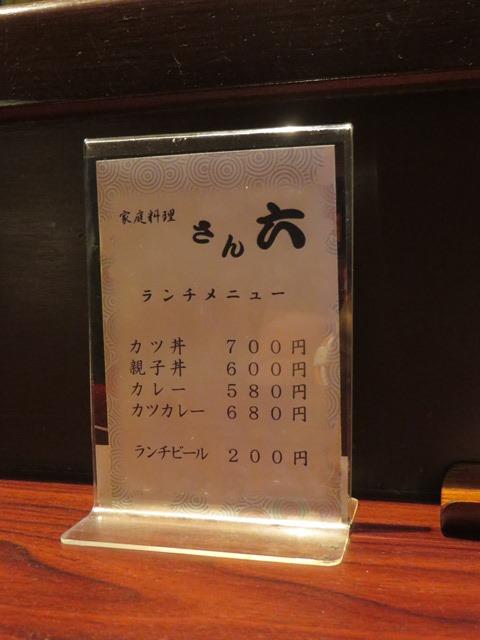 家庭料理 さん六
ランチメニュー
カツ丼 700円
親子丼 600円
カレー 580円
カツカレー 680円
ランチビール 200円